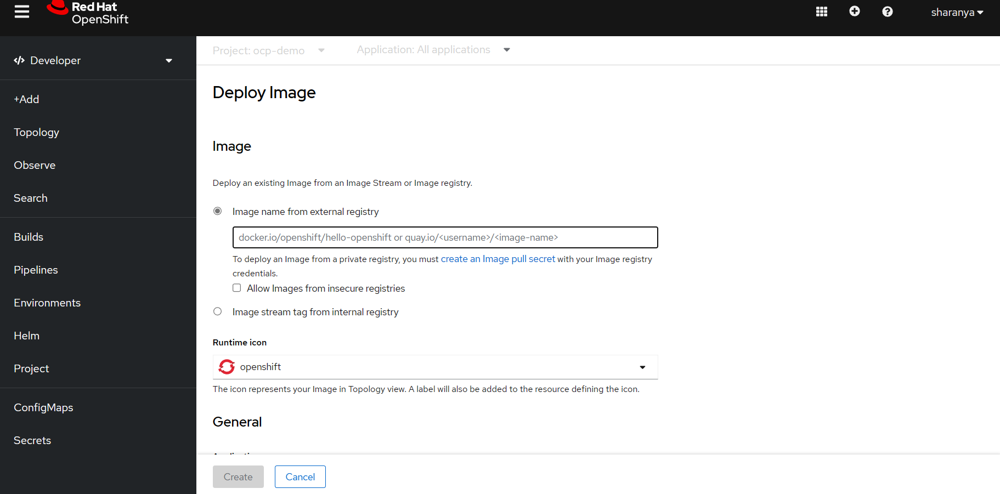 Red Hat
OpenShift
sharanya
Developer
+Add
Topology
Observe
Search
Builds
Pipelines
Environments
Helm
Project
ConfigMaps
Secrets
Project: ocp-demo
Application: All applications
Deploy Image
Image
Deploy an existing Image from an Image Stream or Image registry.
Image name from external registry
docker.io/openshift/hello-openshift or quay.io/<username>/<image-name>
To deploy an Image from a private registry, you must create an Image pull secret with your Image registry
credentials.
Allow Images from insecure registries
Image stream tag from internal registry
Runtime icon
openshift
The icon represents your Image in Topology view. A label will also be added to the resource defining the icon.
General
Create
Cancel